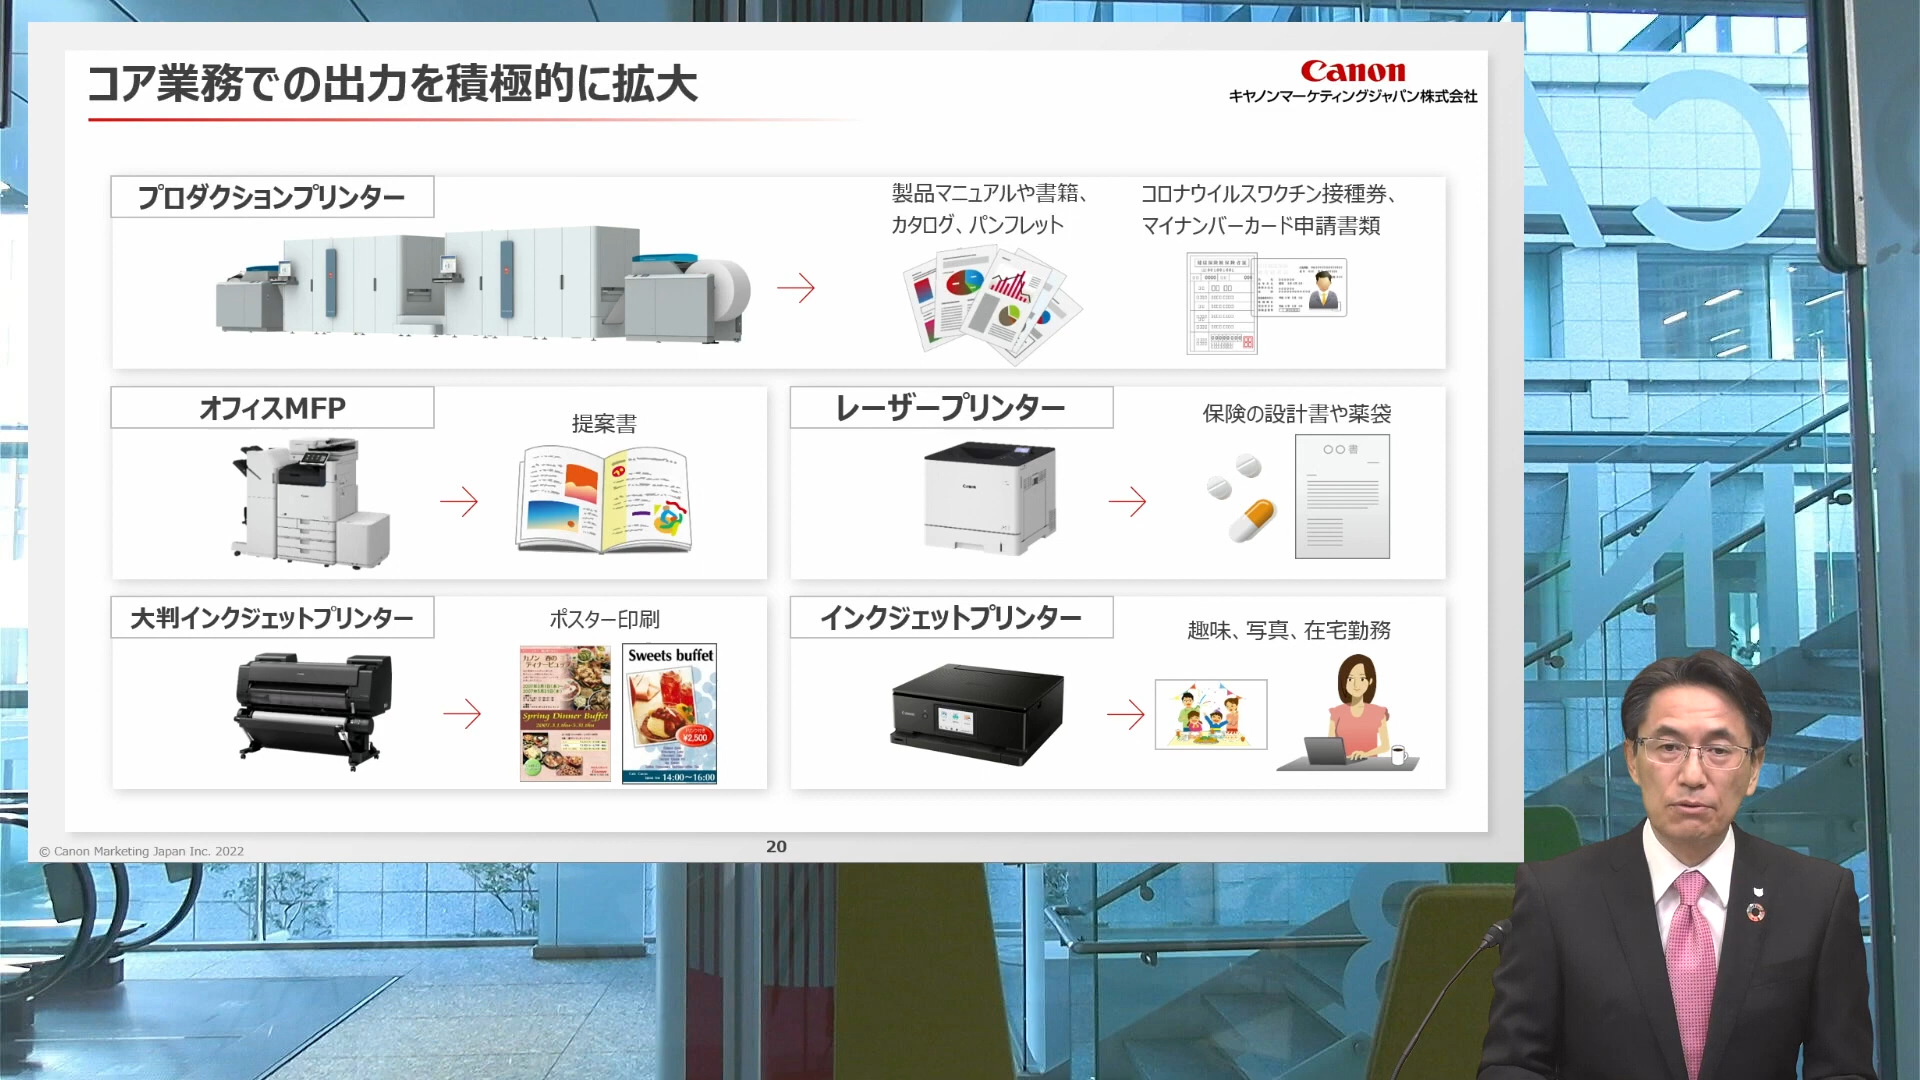 コア業務での出力を積極的に拡大
Canon
キヤノンマーケティングジャパン株式会社
プロダクションプリンター
製品マニュアルや書籍、
カタログ、パンフレット
コロナウイルスワクチン接種券、
マイナンバーカード申請書類
オフィスMFP
提案書
レーザープリンター
保険の設計書や薬袋
〇〇書
大判インクジェットプリンター
ポスター印刷
Spring Dinner Buffet
Sweets buffet
¥2,500
14:00～16:00
インクジェットプリンター
趣味、写真、在宅勤務
© Canon Marketing Japan Inc. 2022
20